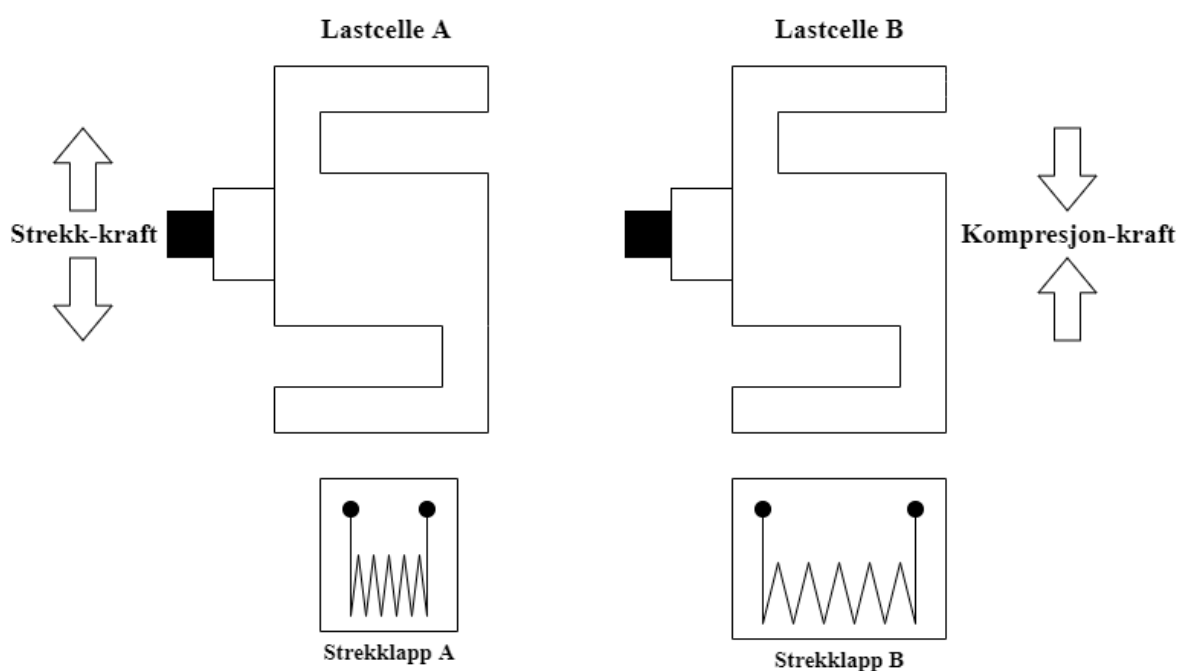 Lastcelle A
Lastcelle B
Strekk-kraft
Kompresjon-kraft
Strekklapp A
Strekklapp B